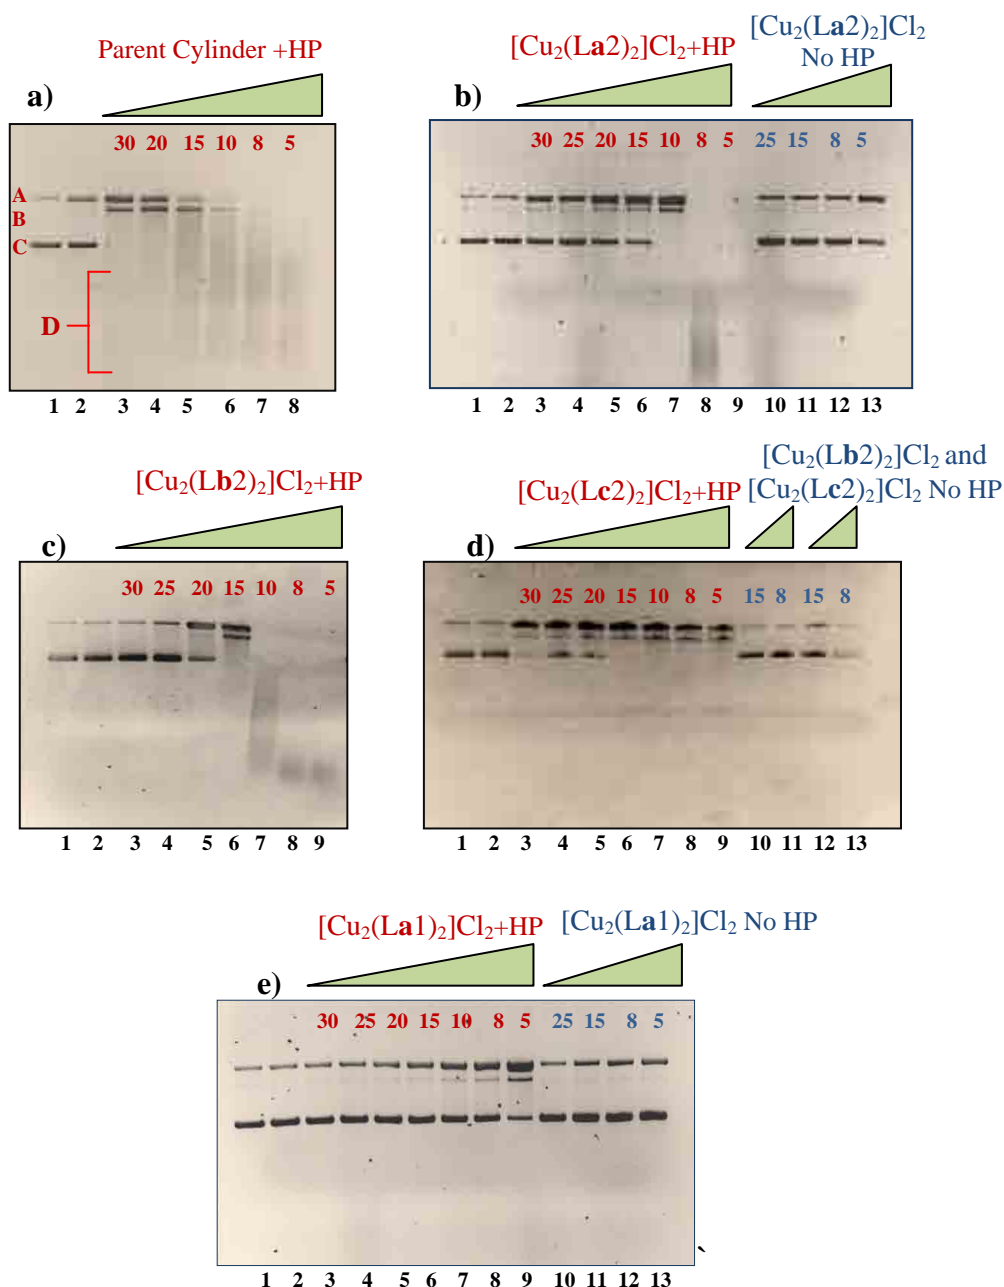 Parent Cylinder +HP
a)
30 20 15 10 8 5
A
B
C
D
1 2 3 4 5 6 7 8
[Cu₂(La2)₂]Cl₂+HP
[Cu₂(La2)₂]Cl₂
No HP
b)
30 25 20 15 10 8 5 25 15 8 5
1 2 3 4 5 6 7 8 9 10 11 12 13
[Cu₂(Lb2)₂]Cl₂+HP
c)
30 25 20 15 10 8 5
1 2 3 4 5 6 7 8 9
[Cu₂(Lb2)₂]Cl₂ and
[Cu₂(Lc2)₂]Cl₂+HP [Cu₂(Lc2)₂]Cl₂ No HP
d)
30 25 20 15 10 8 5 15 8 15 8
1 2 3 4 5 6 7 8 9 10 11 12 13
[Cu₂(La1)₂]Cl₂+HP [Cu₂(La1)₂]Cl₂ No HP
e)
30 25 20 15 10 8 5 25 15 8 5
1 2 3 4 5 6 7 8 9 10 11 12 13
`